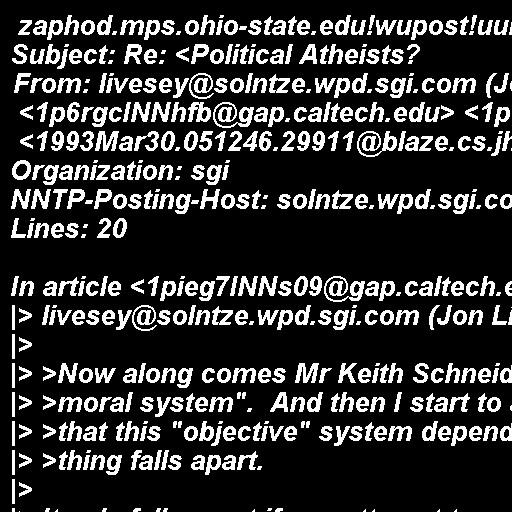 zaphod.mps.ohio-state.edu!wupost!uu
Subject: Re: <Political Atheists?
From: livesey@solntze.wpd.sgi.com (J
<1p6rgcINNhfb@gap.caltech.edu> <1p
<1993Mar30.051246.29911@blaze.cs.jh
Organization: sgi
NNTP-Posting-Host: solntze.wpd.sgi.co
Lines: 20
In article <1pieg7INNs09@gap.caltech.e
|> livesey@solntze.wpd.sgi.com (Jon Li
|>
|> >Now along comes Mr Keith Schneid
|> >moral system".  And then I start to
|> >that this "objective" system depend
|> >thing falls apart.
|>